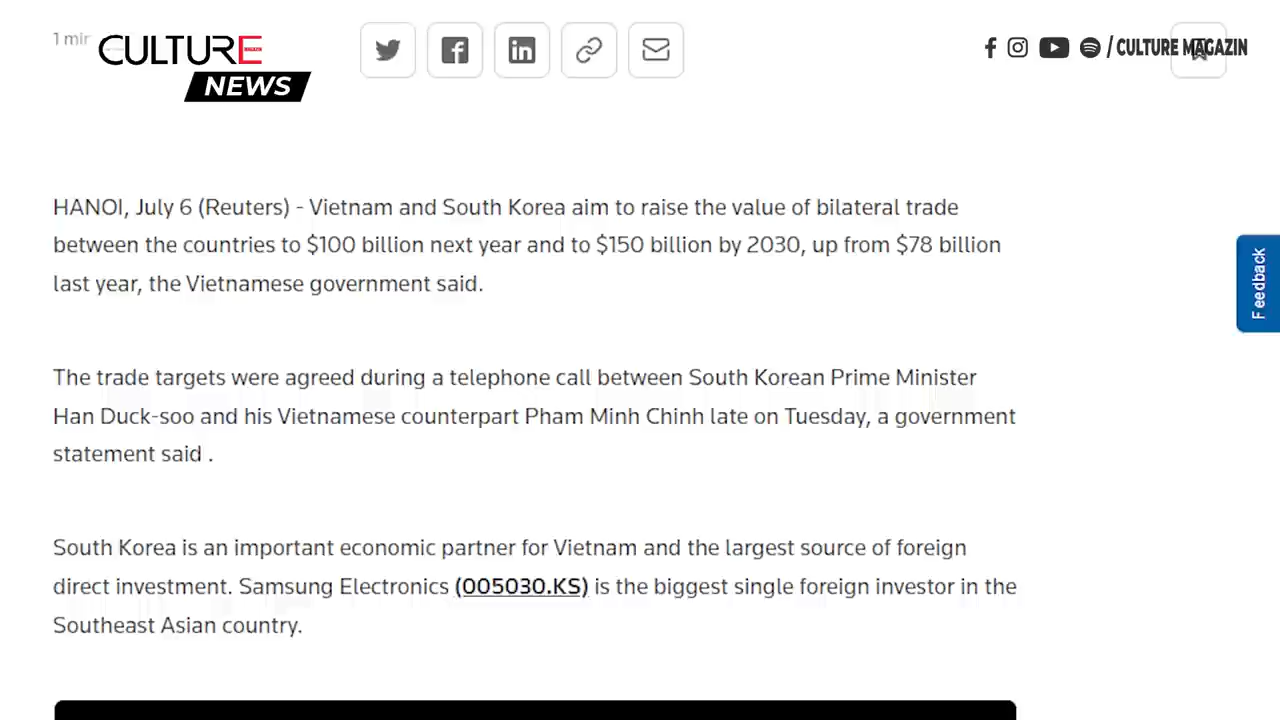 1 min
CULTURE
NEWS
/ CULTURE MAGAZIN
HANOI, July 6 (Reuters) - Vietnam and South Korea aim to raise the value of bilateral trade
between the countries to $100 billion next year and to $150 billion by 2030, up from $78 billion
last year, the Vietnamese government said.
Feedback
The trade targets were agreed during a telephone call between South Korean Prime Minister
Han Duck-soo and his Vietnamese counterpart Pham Minh Chinh late on Tuesday, a government
statement said .
South Korea is an important economic partner for Vietnam and the largest source of foreign
direct investment. Samsung Electronics (005030.KS) is the biggest single foreign investor in the
Southeast Asian country.